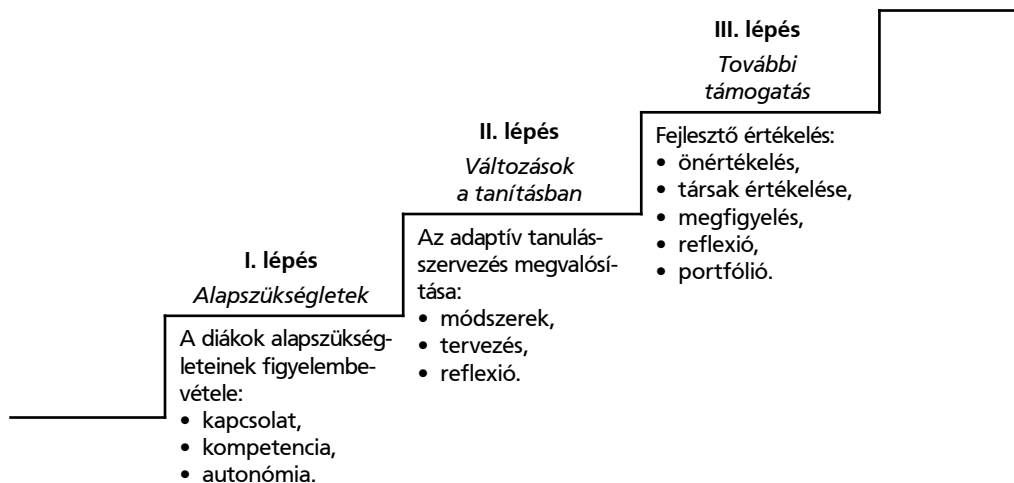 I. lépés
Alapszükségletek
A diákok alapszükség-
leteinek figyelembe-
vétele:
• kapcsolat,
• kompetencia,
• autonómia.
II. lépés
Változások
a tanításban
Az adaptív tanulás-
szervezés megvalósí-
tása:
• módszerek,
• tervezés,
• reflexió.
III. lépés
További
támogatás
Fejlesztő értékelés:
• önértékelés,
• társak értékelése,
• megfigyelés,
• reflexió,
• portfólió.